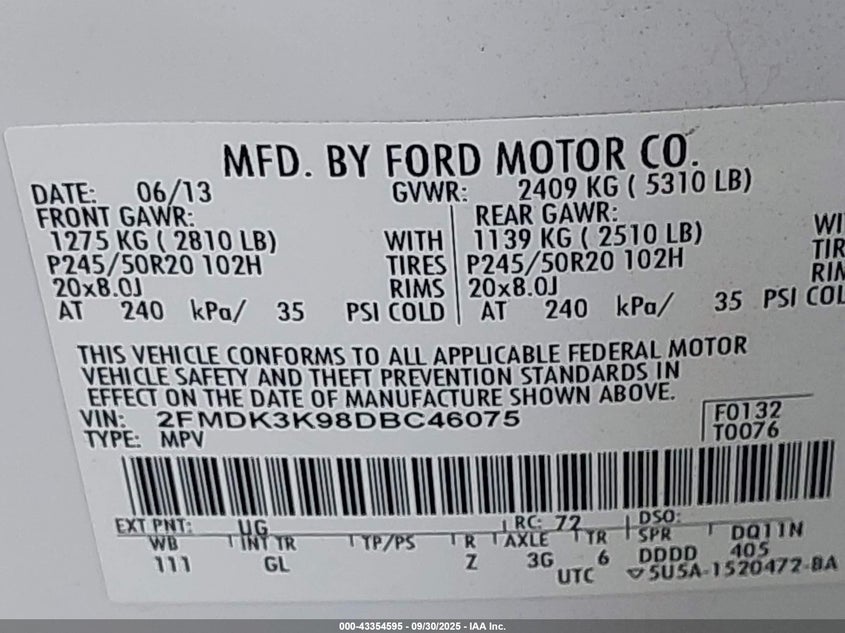 MFD. BY FORD MOTOR CO.
DATE: 06/13 GVWR: 2409 KG ( 5310 LB)
FRONT GAWR: REAR GAWR:
1275 KG ( 2810 LB) WITH 1139 KG ( 2510 LB) WI
P245/50R20 102H TIRES P245/50R20 102H TIR
20x8.0J RIMS 20x8.0J RIM
AT 240 kPa/ 35 PSI COLD AT 240 kPa/ 35 PSI COL
THIS VEHICLE CONFORMS TO ALL APPLICABLE FEDERAL MOTOR
VEHICLE SAFETY AND THEFT PREVENTION STANDARDS IN
EFFECT ON THE DATE OF MANUFACTURE SHOWN ABOVE.
VIN: 2FMDK3K98DBC46075 F0132
TYPE: MPV T0076
EXT PNT: UG RC: 72 DSO:
WB INT TR TP/PS R AXLE TR SPR DQ11N
111 GL Z 3G 6 DDDD 405
UTC ▽5U5A-1520472-BA
000-43354595 - 09/30/2025 - IAA Inc.